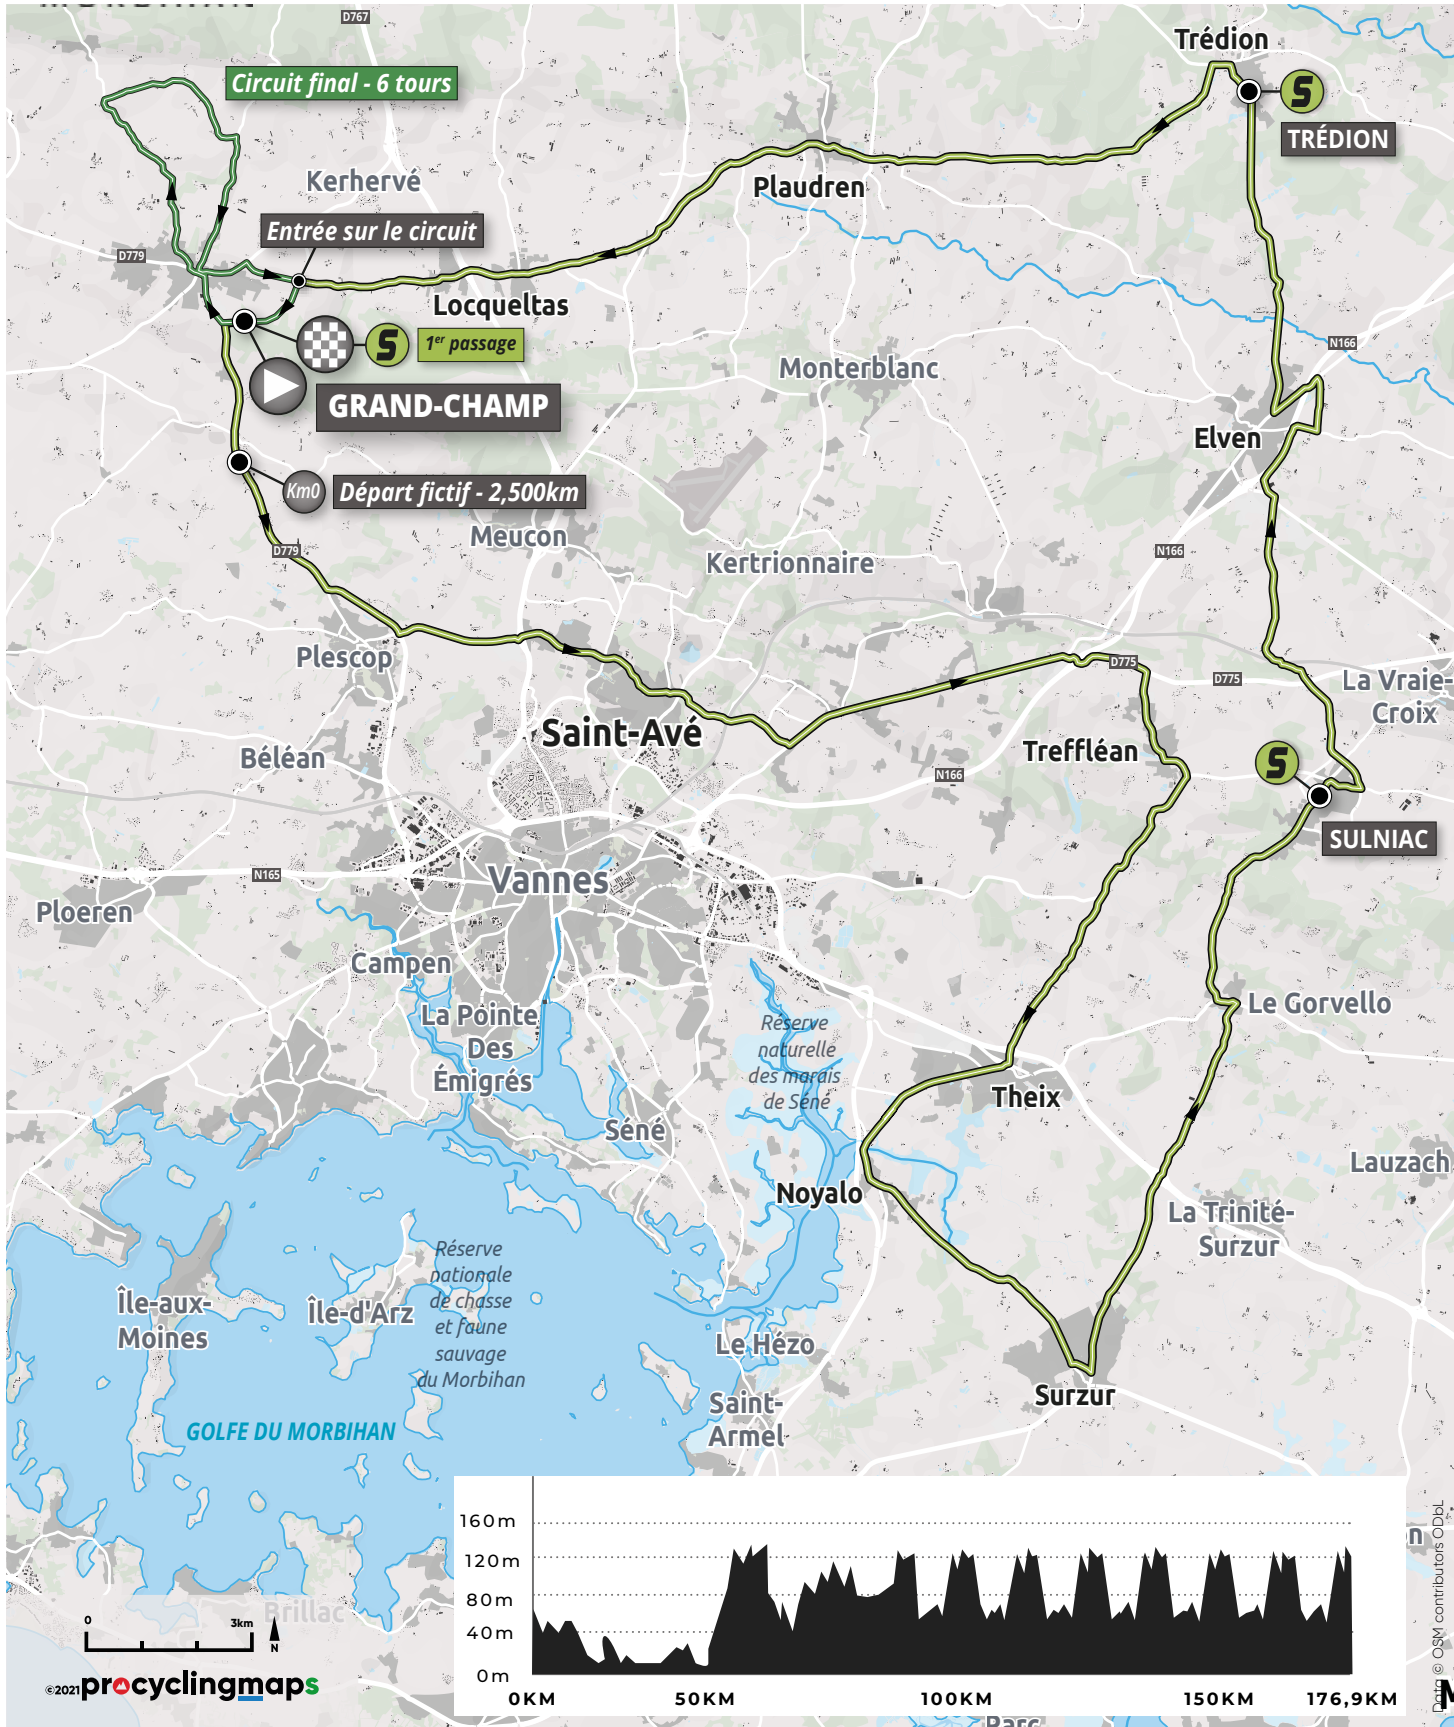 D767
Trédion
Circuit final - 6 tours
S
TRÉDION
Kerhervé
Plaudren
Entrée sur le circuit
D779
Locqueltas
S
1er passage
N166
Monterblanc
GRAND-CHAMP
Elven
Km0
Départ fictif - 2,500km
Meucon
D779
N166
Kertrionnaire
Plescop
D775
D775
La Vraie-
Croix
Saint-Avé
Béléan
Treffléan
S
N166
SULNIAC
N165
Vannes
Ploeren
Campen
Le Gorvello
La Pointe
Des
Émigrés
Réserve
naturelle
des marais
de Séné
Theix
Séné
Lauzach
Noyalo
La Trinité-
Surzur
Réserve
nationale
de chasse
et faune
sauvage
du Morbihan
Île-aux-
Moines
Île-d'Arz
Le Hézo
Surzur
Saint-
Armel
GOLFE DU MORBIHAN
160m
120m
80m
40m
0m
0KM
50KM
100KM
150KM
176,9KM
Brillac
0
3km
N
©2021 procyclingmaps
Data © OSM contributors ODbL